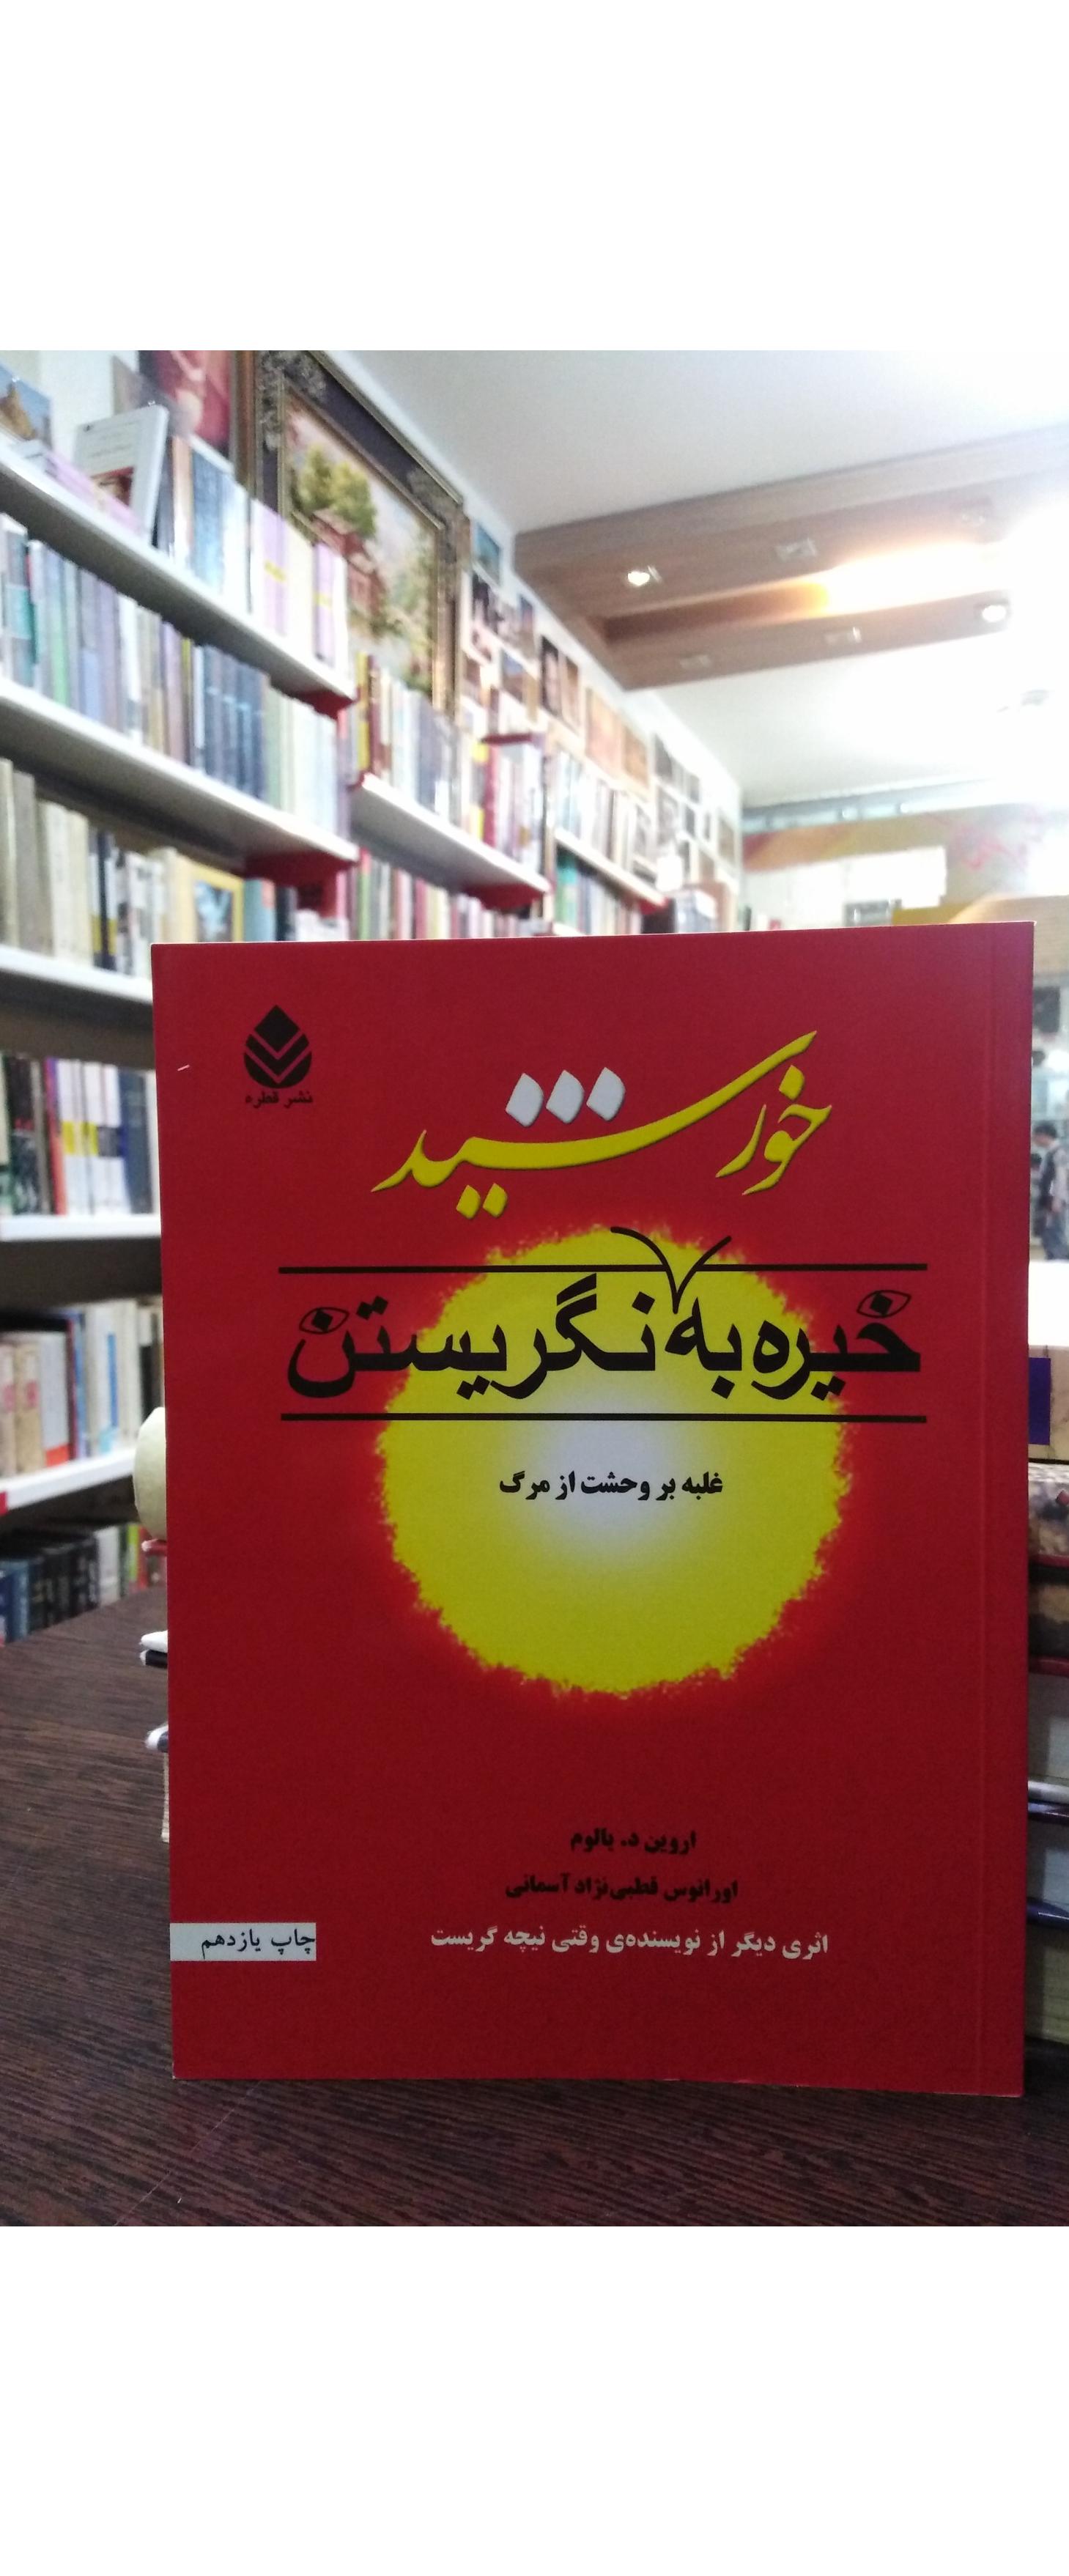 نشر قطره
خورشید
خیره به نگریستن
غلبه بر وحشت از مرگ
اروین د. یالوم
اورانوس قطبی‌نژاد آسمانی
اثری دیگر از نویسنده‌ی وقتی نیچه گریست
چاپ یازدهم